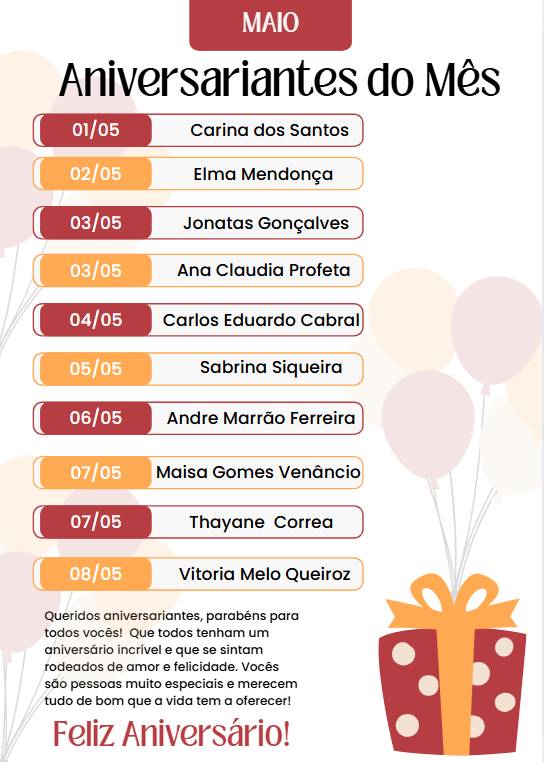 MAIO
Aniversariantes do Mês
01/05 Carina dos Santos
02/05 Elma Mendonça
03/05 Jonatas Gonçalves
03/05 Ana Claudia Profeta
04/05 Carlos Eduardo Cabral
05/05 Sabrina Siqueira
06/05 Andre Marrão Ferreira
07/05 Maisa Gomes Venâncio
07/05 Thayane Correa
08/05 Vitoria Melo Queiroz
Queridos aniversariantes, parabéns para
todos vocês! Que todos tenham um
aniversário incrível e que se sintam
rodeados de amor e felicidade. Vocês
são pessoas muito especiais e merecem
tudo de bom que a vida tem a oferecer!
Feliz Aniversário!